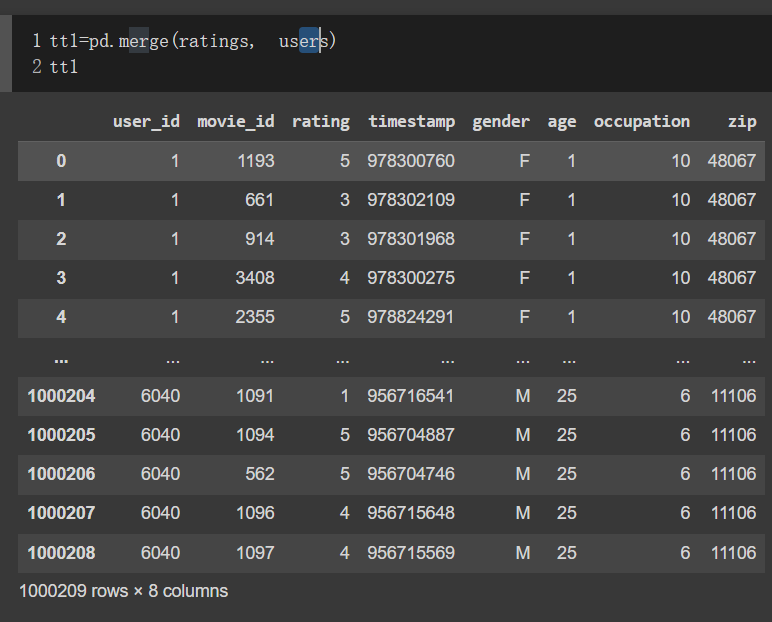 1 ttl=pd.merge(ratings, users)
2 ttl
user_id movie_id rating timestamp gender age occupation zip
0 1 1193 5 978300760 F 1 10 48067
1 1 661 3 978302109 F 1 10 48067
2 1 914 3 978301968 F 1 10 48067
3 1 3408 4 978300275 F 1 10 48067
4 1 2355 5 978824291 F 1 10 48067
... ... ... ... ... ... ... ... ...
1000204 6040 1091 1 956716541 M 25 6 11106
1000205 6040 1094 5 956704887 M 25 6 11106
1000206 6040 562 5 956704746 M 25 6 11106
1000207 6040 1096 4 956715648 M 25 6 11106
1000208 6040 1097 4 956715569 M 25 6 11106
1000209 rows × 8 columns